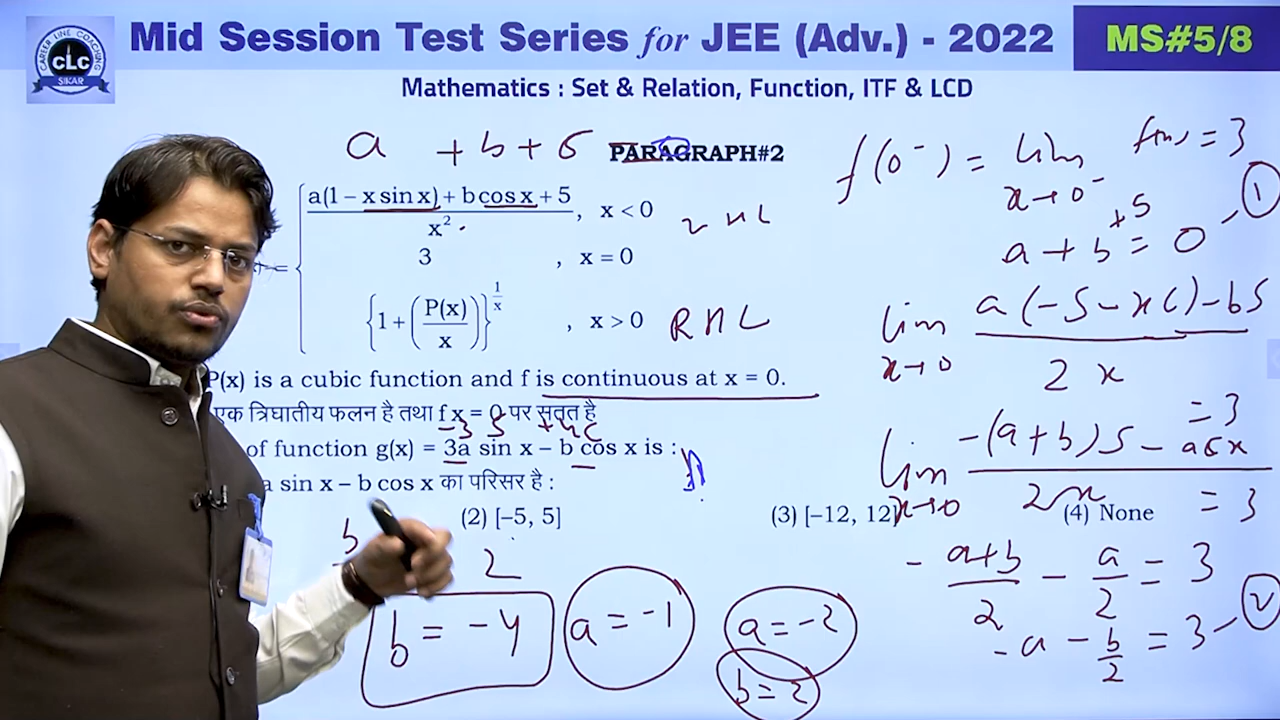 Mid Session Test Series for JEE (Adv.) - 2022
MS#5/8
CAREER LINE COACHING
CLC
SIKAR
Mathematics : Set & Relation, Function, ITF & LCD
a + b + 5
PARAGRAPH#2
a(1 – x sin x) + b cos x + 5
x²
, x < 0
LHL
3 , x = 0
{1 + (P(x)/x)}^(1/x) , x > 0
RHL
P(x) is a cubic function and f is continuous at x = 0.
एक त्रिघातीय फलन है तथा f x = 0 पर सतत है
of function g(x) = 3a sin x – b cos x is :
a sin x – b cos x का परिसर है :
(2) [–5, 5]
(3) [–12, 12]
(4) None
b
2
b = -4
a = -1
a = -2
b = 2
f(0⁻) = lim x→0⁻ f(x) = 3
a + b + 5 = 0 - ①
lim x→0 a(-S-xC)-bS
2x
= 3
lim x→0 -(a+b)S - aCx
2x
= 3
- a+b/2 - a/2 = 3
-a - b/2 = 3 - ②